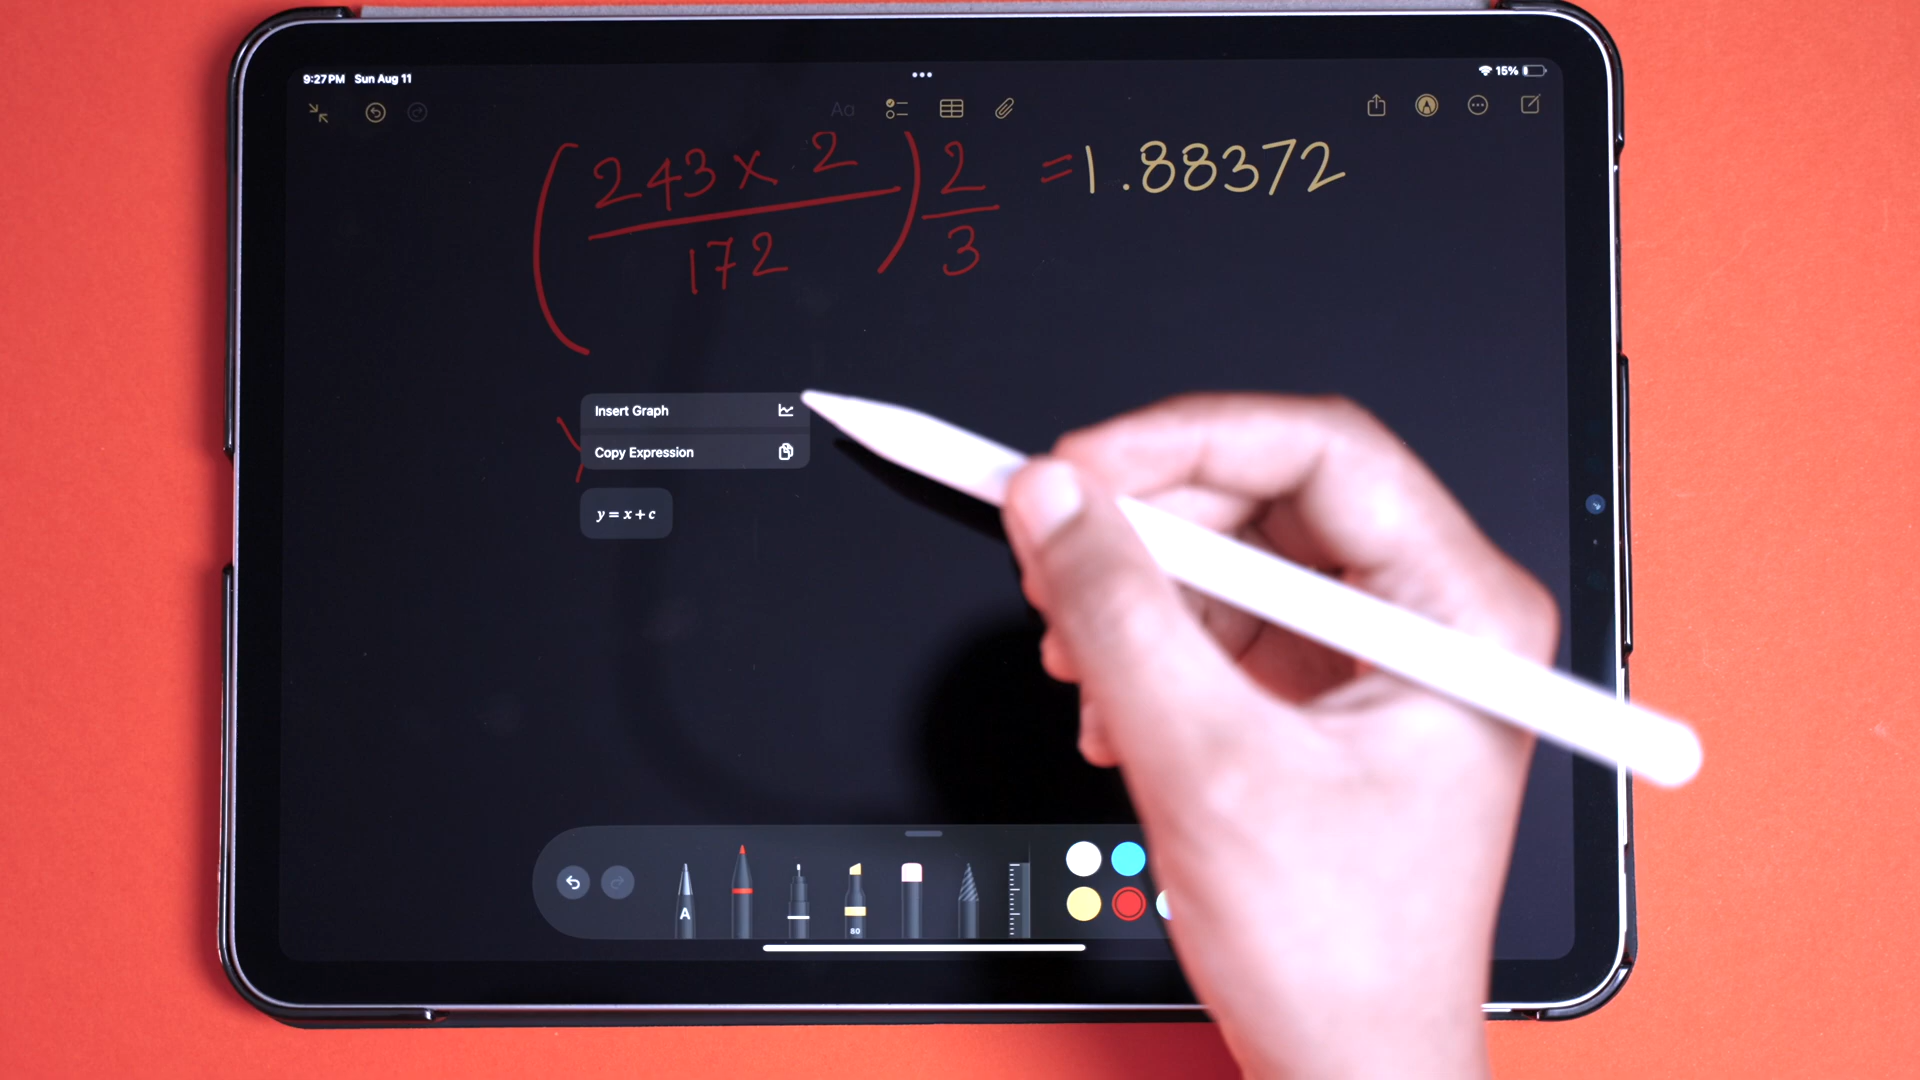 9:27 PM Sun Aug 11
15%
Aa
(243 x 2 / 172) 2/3 = 1.88372
Insert Graph
Copy Expression
y = x + c
A
80